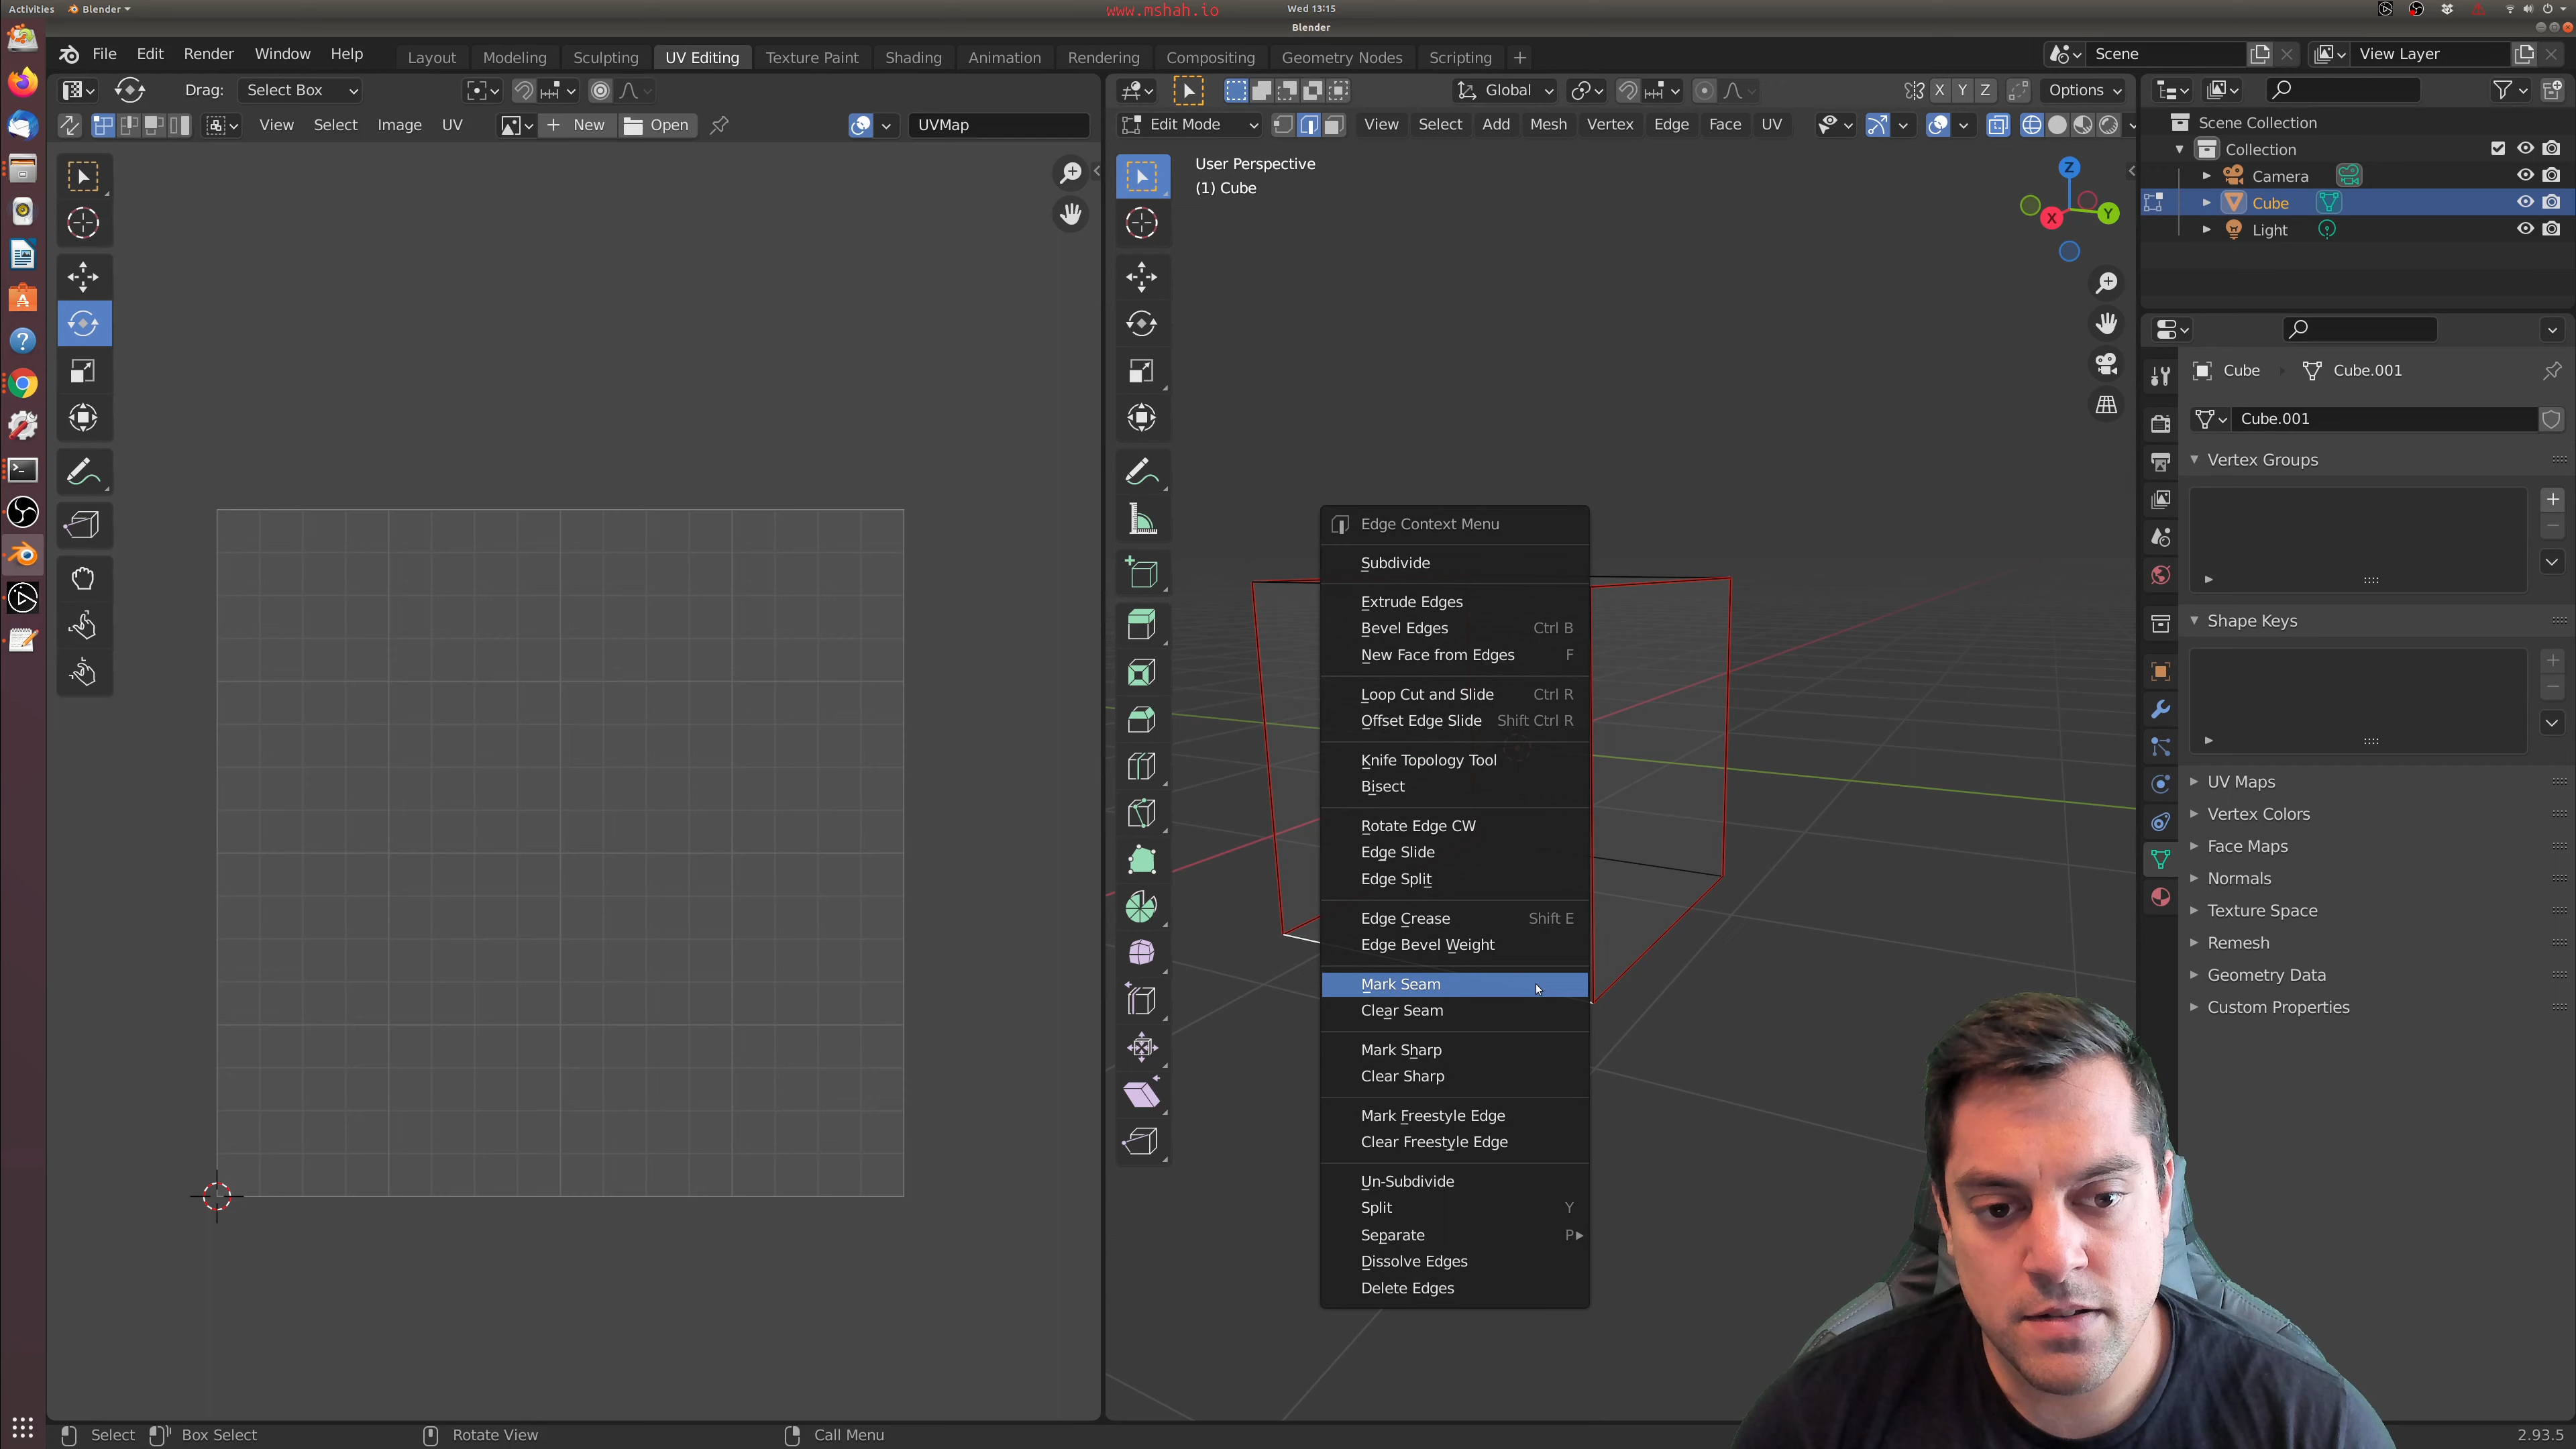 Activities Blender www.mshah.io Wed 13:15
Blender
File Edit Render Window Help Layout Modeling Sculpting UV Editing Texture Paint Shading Animation Rendering Compositing Geometry Nodes Scripting + Scene View Layer
Drag: Select Box Global X Y Z Options
View Select Image UV New Open UVMap Edit Mode View Select Add Mesh Vertex Edge Face UV
User Perspective
(1) Cube
Z
X
Y
Scene Collection
Collection
Camera
Cube
Light
Cube Cube.001
Cube.001
Vertex Groups
Shape Keys
UV Maps
Vertex Colors
Face Maps
Normals
Texture Space
Remesh
Geometry Data
Custom Properties
Edge Context Menu
Subdivide
Extrude Edges
Bevel Edges Ctrl B
New Face from Edges F
Loop Cut and Slide Ctrl R
Offset Edge Slide Shift Ctrl R
Knife Topology Tool
Bisect
Rotate Edge CW
Edge Slide
Edge Split
Edge Crease Shift E
Edge Bevel Weight
Mark Seam
Clear Seam
Mark Sharp
Clear Sharp
Mark Freestyle Edge
Clear Freestyle Edge
Un-Subdivide
Split Y
Separate P
Dissolve Edges
Delete Edges
Select Box Select Rotate View Call Menu 2.93.5